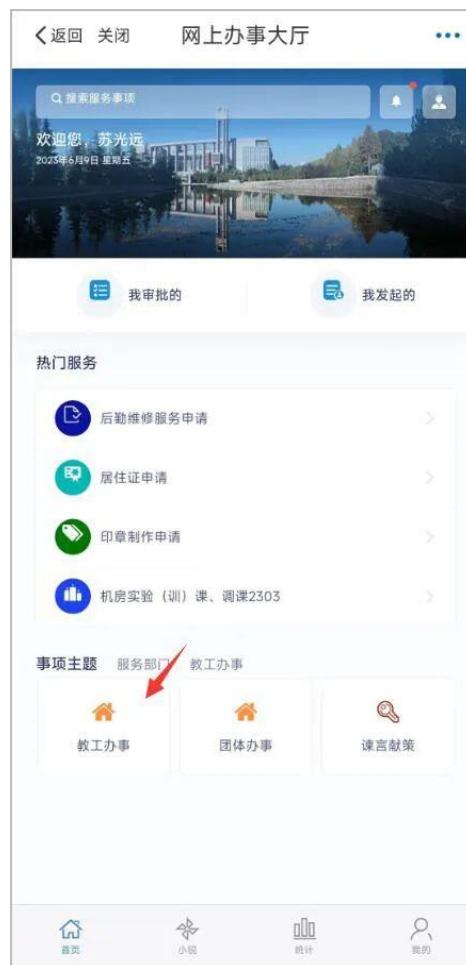 返回 关闭 网上办事大厅
搜索服务事项
欢迎您，苏光远
2023年6月9日 星期五
我审批的 我发起的
热门服务
后勤维修服务申请
居住证申请
印章制作申请
机房实验（训）课、调课2303
事项主题 服务部门 教工办事
教工办事 团体办事 谏言献策
首页 小锐 统计 我的